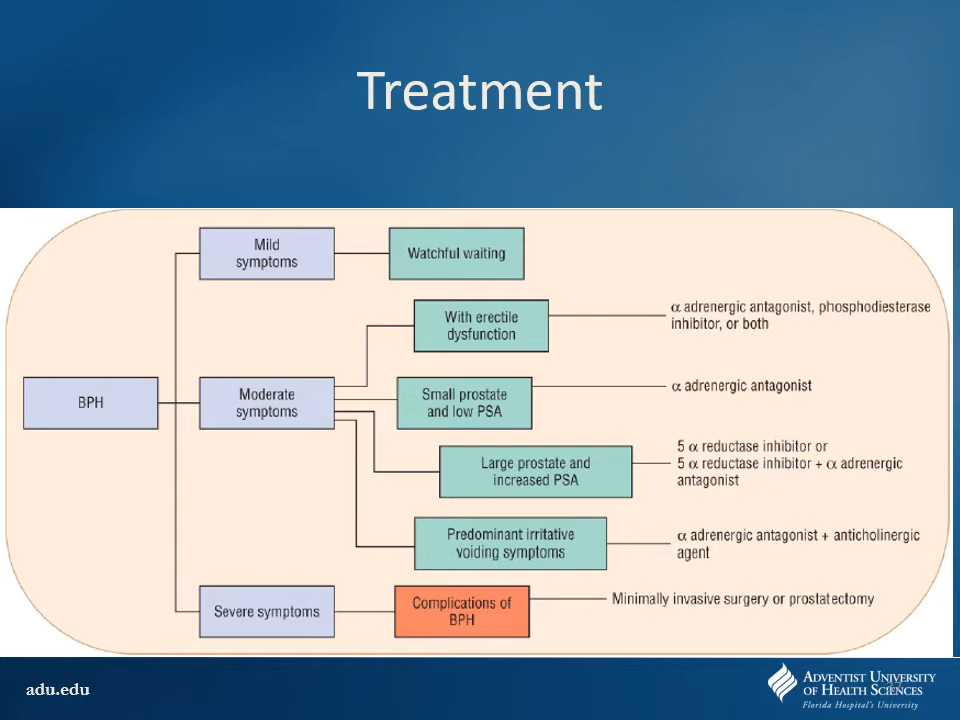 Treatment
Mild
symptoms
Watchful waiting
With erectile
dysfunction
α adrenergic antagonist, phosphodiesterase
inhibitor, or both
BPH
Moderate
symptoms
Small prostate
and low PSA
α adrenergic antagonist
Large prostate and
increased PSA
5 α reductase inhibitor or
5 α reductase inhibitor + α adrenergic
antagonist
Predominant irritative
voiding symptoms
α adrenergic antagonist + anticholinergic
agent
Severe symptoms
Complications of
BPH
Minimally invasive surgery or prostatectomy
adu.edu
ADVENTIST UNIVERSITY
OF HEALTH SCIENCES
Florida Hospital's University